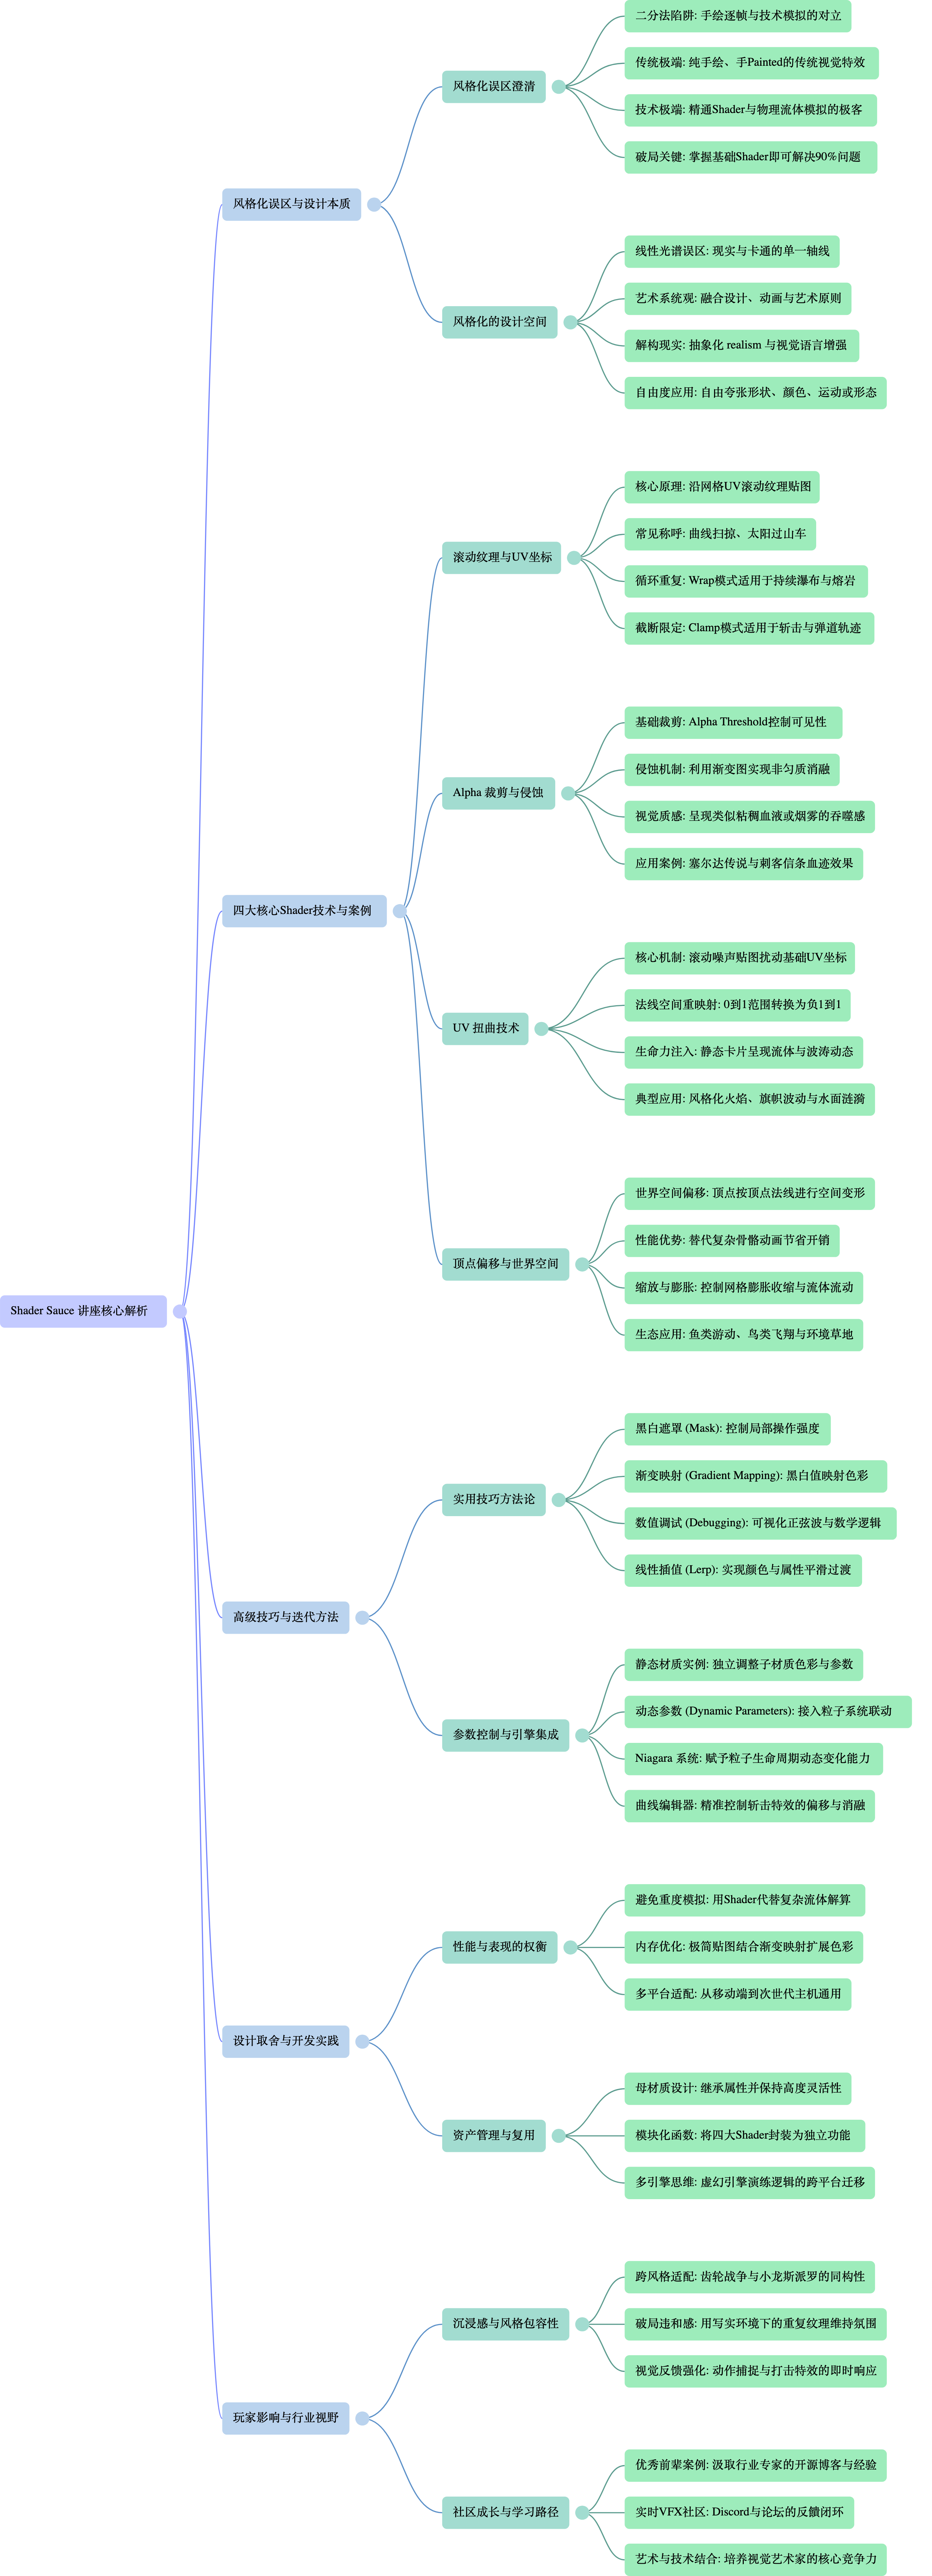 Shader Sauce 讲座核心解析
风格化误区与设计本质
风格化误区澄清
二分法陷阱: 手绘逐帧与技术模拟的对立
传统极端: 纯手绘、手Painted的传统视觉特效
技术极端: 精通Shader与物理流体模拟的极客
破局关键: 掌握基础Shader即可解决90%问题
风格化的设计空间
线性光谱误区: 现实与卡通的单一轴线
艺术系统观: 融合设计、动画与艺术原则
解构现实: 抽象化 realism 与视觉语言增强
自由度应用: 自由夸张形状、颜色、运动或形态
四大核心Shader技术与案例
滚动纹理与UV坐标
核心原理: 沿网格UV滚动纹理贴图
常见称呼: 曲线扫掠、太阳过山车
循环重复: Wrap模式适用于持续瀑布与熔岩
截断限定: Clamp模式适用于斩击与弹道轨迹
Alpha 裁剪与侵蚀
基础裁剪: Alpha Threshold控制可见性
侵蚀机制: 利用渐变图实现非匀质消融
视觉质感: 呈现类似粘稠血液或烟雾的吞噬感
应用案例: 塞尔达传说与刺客信条血迹效果
UV 扭曲技术
核心机制: 滚动噪声贴图扰动基础UV坐标
法线空间重映射: 0到1范围转换为负1到1
生命力注入: 静态卡片呈现流体与波涛动态
典型应用: 风格化火焰、旗帜波动与水面涟漪
顶点偏移与世界空间
世界空间偏移: 顶点按顶点法线进行空间变形
性能优势: 替代复杂骨骼动画节省开销
缩放与膨胀: 控制网格膨胀收缩与流体流动
生态应用: 鱼类游动、鸟类飞翔与环境草地
高级技巧与迭代方法
实用技巧方法论
黑白遮罩 (Mask): 控制局部操作强度
渐变映射 (Gradient Mapping): 黑白值映射色彩
数值调试 (Debugging): 可视化正弦波与数学逻辑
线性插值 (Lerp): 实现颜色与属性平滑过渡
参数控制与引擎集成
静态材质实例: 独立调整子材质色彩与参数
动态参数 (Dynamic Parameters): 接入粒子系统联动
Niagara 系统: 赋予粒子生命周期动态变化能力
曲线编辑器: 精准控制斩击特效的偏移与消融
设计取舍与开发实践
性能与表现的权衡
避免重度模拟: 用Shader代替复杂流体解算
内存优化: 极简贴图结合渐变映射扩展色彩
多平台适配: 从移动端到次世代主机通用
资产管理与复用
母材质设计: 继承属性并保持高度灵活性
模块化函数: 将四大Shader封装为独立功能
多引擎思维: 虚幻引擎演练逻辑的跨平台迁移
玩家影响与行业视野
沉浸感与风格包容性
跨风格适配: 齿轮战争与小龙斯派罗的同构性
破局违和感: 用写实环境下的重复纹理维持氛围
视觉反馈强化: 动作捕捉与打击特效的即时响应
社区成长与学习路径
优秀前辈案例: 汲取行业专家的开源博客与经验
实时VFX社区: Discord与论坛的反馈闭环
艺术与技术结合: 培养视觉艺术家的核心竞争力